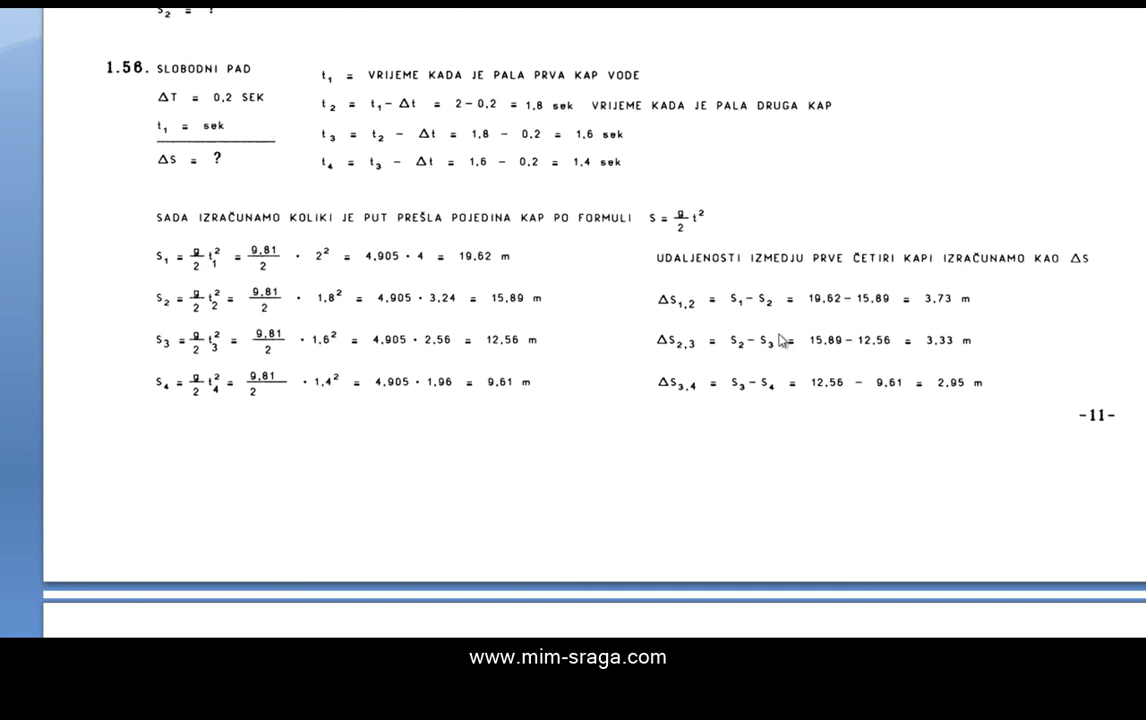 S₂ = ?
1.56. SLOBODNI PAD
ΔT = 0,2 SEK
t₁ = sek
ΔS = ?
t₁ = VRIJEME KADA JE PALA PRVA KAP VODE
t₂ = t₁ - Δt = 2 - 0,2 = 1,8 sek VRIJEME KADA JE PALA DRUGA KAP
t₃ = t₂ - Δt = 1,8 - 0,2 = 1,6 sek
t₄ = t₃ - Δt = 1,6 - 0,2 = 1,4 sek
SADA IZRAČUNAMO KOLIKI JE PUT PREŠLA POJEDINA KAP PO FORMULI S = g/2 t²
S₁ = g/2 t₁² = 9,81/2 · 2² = 4,905 · 4 = 19,62 m
S₂ = g/2 t₂² = 9,81/2 · 1,8² = 4,905 · 3,24 = 15,89 m
S₃ = g/2 t₃² = 9,81/2 · 1,6² = 4,905 · 2,56 = 12,56 m
S₄ = g/2 t₄² = 9,81/2 · 1,4² = 4,905 · 1,96 = 9,61 m
UDALJENOSTI IZMEDJU PRVE ČETIRI KAPI IZRAČUNAMO KAO ΔS
ΔS₁,₂ = S₁ - S₂ = 19,62 - 15,89 = 3,73 m
ΔS₂,₃ = S₂ - S₃ = 15,89 - 12,56 = 3,33 m
ΔS₃,₄ = S₃ - S₄ = 12,56 - 9,61 = 2,95 m
-11-
www.mim-sraga.com